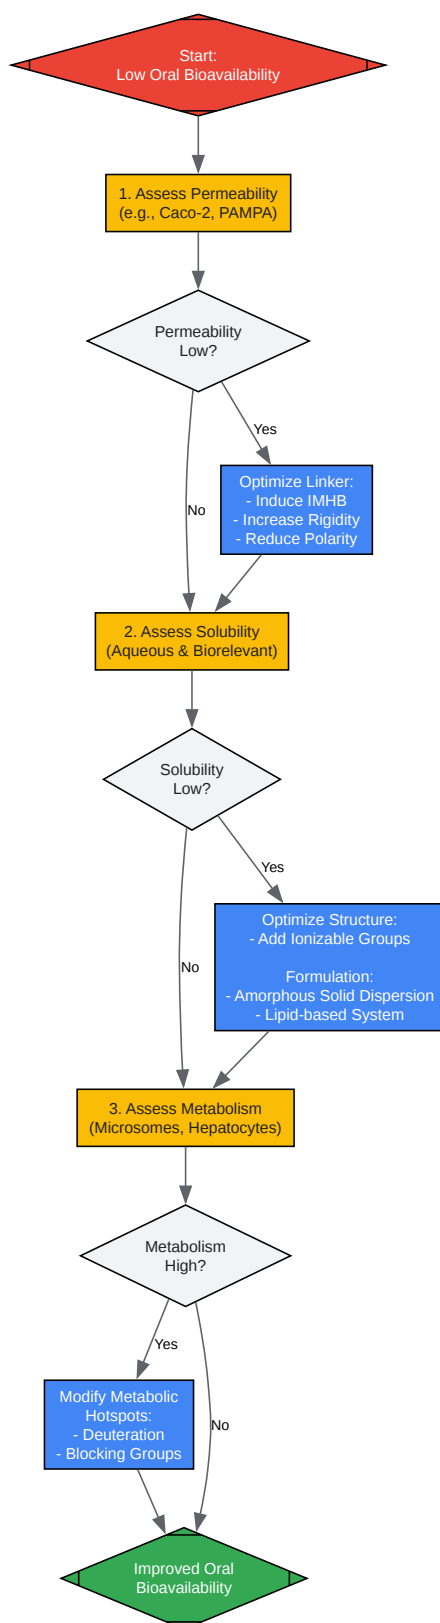 Start:
Low Oral Bioavailability
1. Assess Permeability
(e.g., Caco-2, PAMPA)
Permeability
Low?
Yes
No
Optimize Linker:
- Induce IMHB
- Increase Rigidity
- Reduce Polarity
2. Assess Solubility
(Aqueous & Biorelevant)
Solubility
Low?
Yes
No
Optimize Structure:
- Add Ionizable Groups
Formulation:
- Amorphous Solid Dispersion
- Lipid-based System
3. Assess Metabolism
(Microsomes, Hepatocytes)
Metabolism
High?
Yes
No
Modify Metabolic
Hotspots:
- Deuteration
- Blocking Groups
Improved Oral
Bioavailability